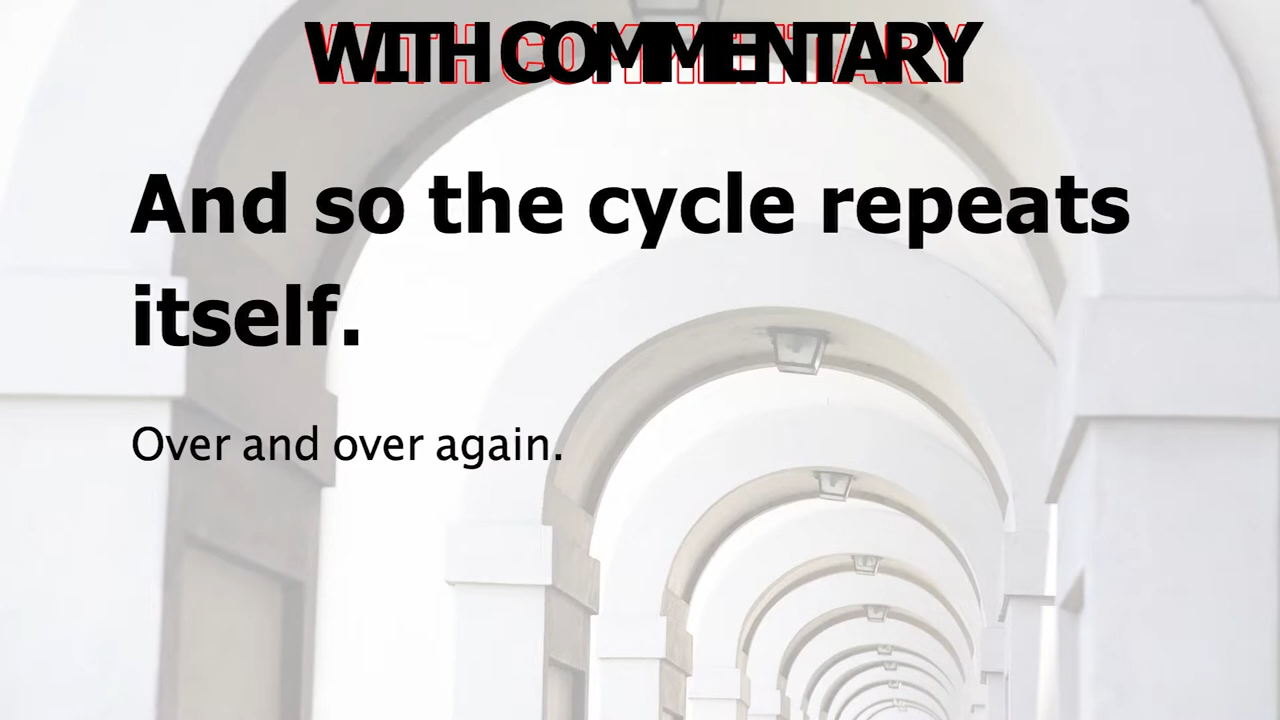 WITH COMMENTARY
And so the cycle repeats
itself.
Over and over again.